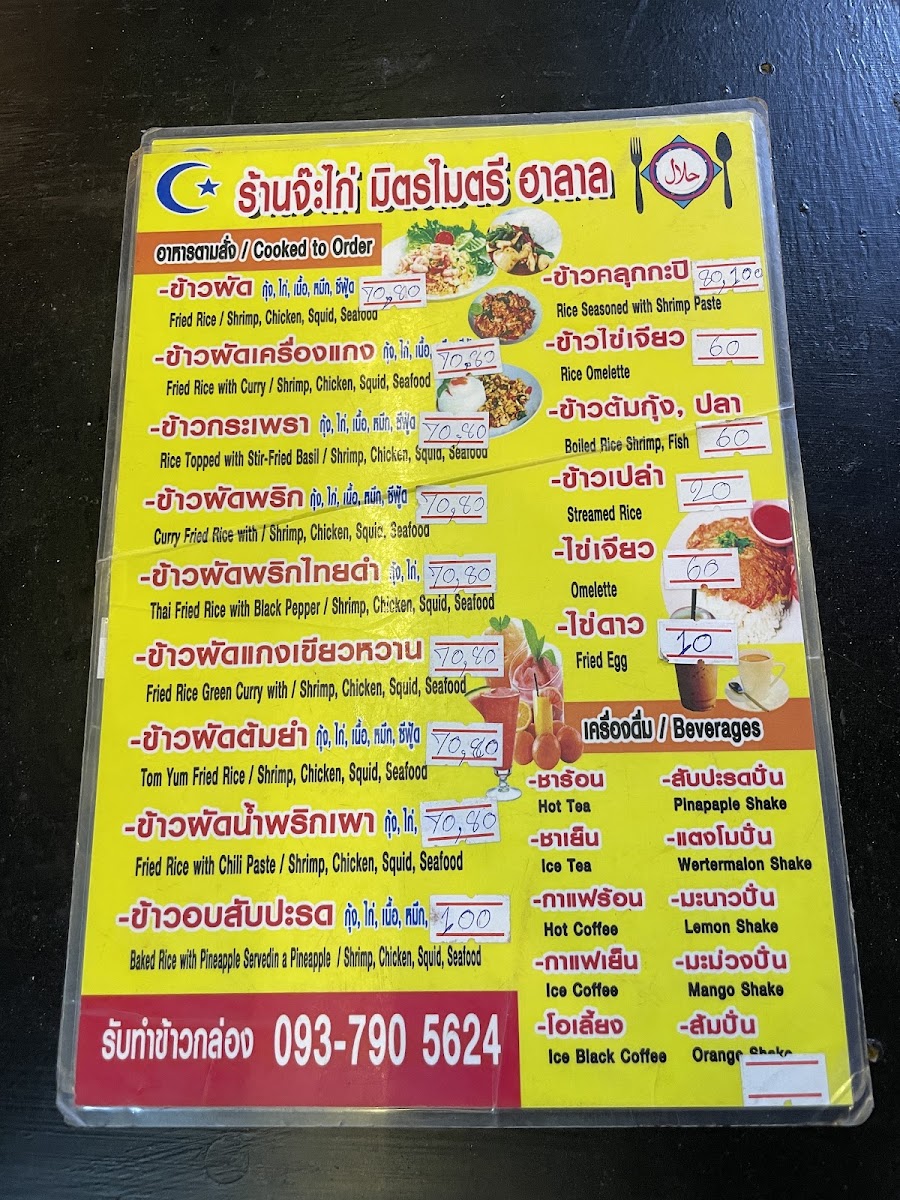 ร้านจ๊ะไก่ มิตรไมตรี ฮาลาล
حلال
อาหารตามสั่ง / Cooked to Order
-ข้าวผัด กุ้ง, ไก่, เนื้อ, หมึก, ซีฟู้ด 70,80
Fried Rice / Shrimp, Chicken, Squid, Seafood
-ข้าวผัดเครื่องแกง กุ้ง, ไก่, เนื้อ, 70,80
Fried Rice with Curry / Shrimp, Chicken, Squid, Seafood
-ข้าวกระเพรา กุ้ง, ไก่, เนื้อ, หมึก, ซีฟู้ด 70,80
Rice Topped with Stir-Fried Basil / Shrimp, Chicken, Squid, Seafood
-ข้าวผัดพริก กุ้ง, ไก่, เนื้อ, หมึก, ซีฟู้ด 70,80
Curry Fried Rice with / Shrimp, Chicken, Squid, Seafood
-ข้าวผัดพริกไทยดำ กุ้ง, ไก่, 70,80
Thai Fried Rice with Black Pepper / Shrimp, Chicken, Squid, Seafood
-ข้าวผัดแกงเขียวหวาน 70,80
Fried Rice Green Curry with / Shrimp, Chicken, Squid, Seafood
-ข้าวผัดต้มยำ กุ้ง, ไก่, เนื้อ, หมึก, ซีฟู้ด 70,80
Tom Yum Fried Rice / Shrimp, Chicken, Squid, Seafood
-ข้าวผัดน้ำพริกเผา กุ้ง, ไก่, 70,80
Fried Rice with Chili Paste / Shrimp, Chicken, Squid, Seafood
-ข้าวอบสับปะรด กุ้ง, ไก่, เนื้อ, หมึก, 100
Baked Rice with Pineapple Servedin a Pineapple / Shrimp, Chicken, Squid, Seafood
รับทำข้าวกล่อง 093-790 5624
-ข้าวคลุกกะปิ 80,100
Rice Seasoned with Shrimp Paste
-ข้าวไข่เจียว 60
Rice Omelette
-ข้าวต้มกุ้ง, ปลา
Boiled Rice Shrimp, Fish 60
-ข้าวเปล่า 20
Streamed Rice
-ไข่เจียว 60
Omelette
-ไข่ดาว 10
Fried Egg
เครื่องดื่ม / Beverages
-ชาร้อน
Hot Tea
-ชาเย็น
Ice Tea
-กาแฟร้อน
Hot Coffee
-กาแฟเย็น
Ice Coffee
-โอเลี้ยง
Ice Black Coffee
-สับปะรดปั่น
Pinapaple Shake
-แตงโมปั่น
Wertermalon Shake
-มะนาวปั่น
Lemon Shake
-มะม่วงปั่น
Mango Shake
-ส้มปั่น
Orange Shake